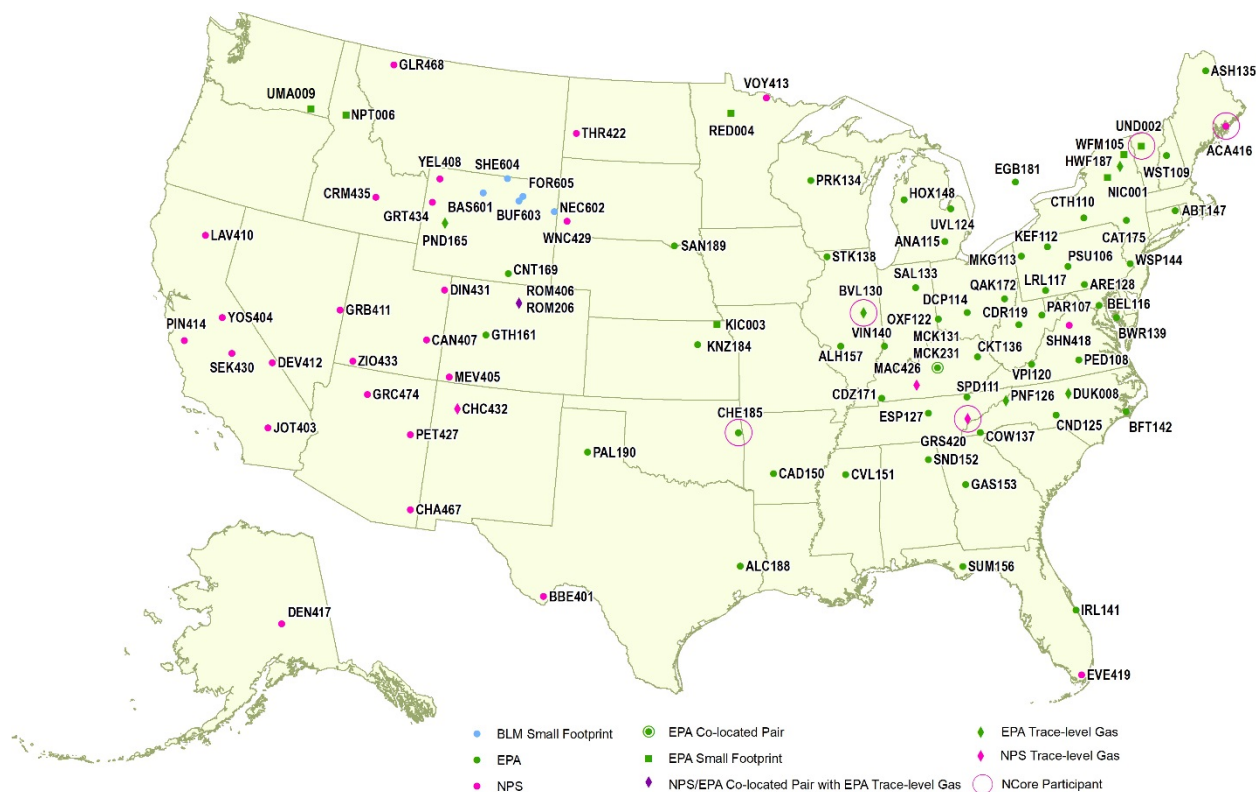 GLR468
VOY413
ASH135
UMA009
NPT006
RED004
UND002
THR422
WFM105
ACA416
HWF187
YEL408
SHE604
EGB181
WST109
PRK134
FOR605
HOX148
NIC001
CRM435
BAS601
NEC602
CTH110
ABT147
GRT434
BUF603
UVL124
LAV410
PND165
WNC429
KEF112
CAT175
SAN189
ANA115
PSU106
STK138
MKG113
WSP144
CNT169
SAL133
LRL117
DIN431
ROM406
BVL130
DCP114
QAK172
ARE128
ROM206
BEL116
GRB411
OXF122
CDR119
PAR107
YOS404
KIC003
VIN140
PIN414
GTH161
MCK131
SHN418
BWR139
CAN407
KNZ184
ALH157
MCK231
CKT136
SEK430
DEV412
ZIO433
MAC426
PED108
MEV405
VPI120
GRC474
SPD111
CDZ171
PNF126
DUK008
CHC432
CHE185
ESP127
JOT403
PET427
CND125
BFT142
GRS420
COW137
PAL190
SND152
CAD150
CVL151
GAS153
CHA467
ALC188
SUM156
BBE401
DEN417
IRL141
EVE419
BLM Small Footprint
EPA Co-located Pair
EPA Trace-level Gas
EPA
EPA Small Footprint
NPS Trace-level Gas
NPS
NPS/EPA Co-located Pair with EPA Trace-level Gas
NCore Participant